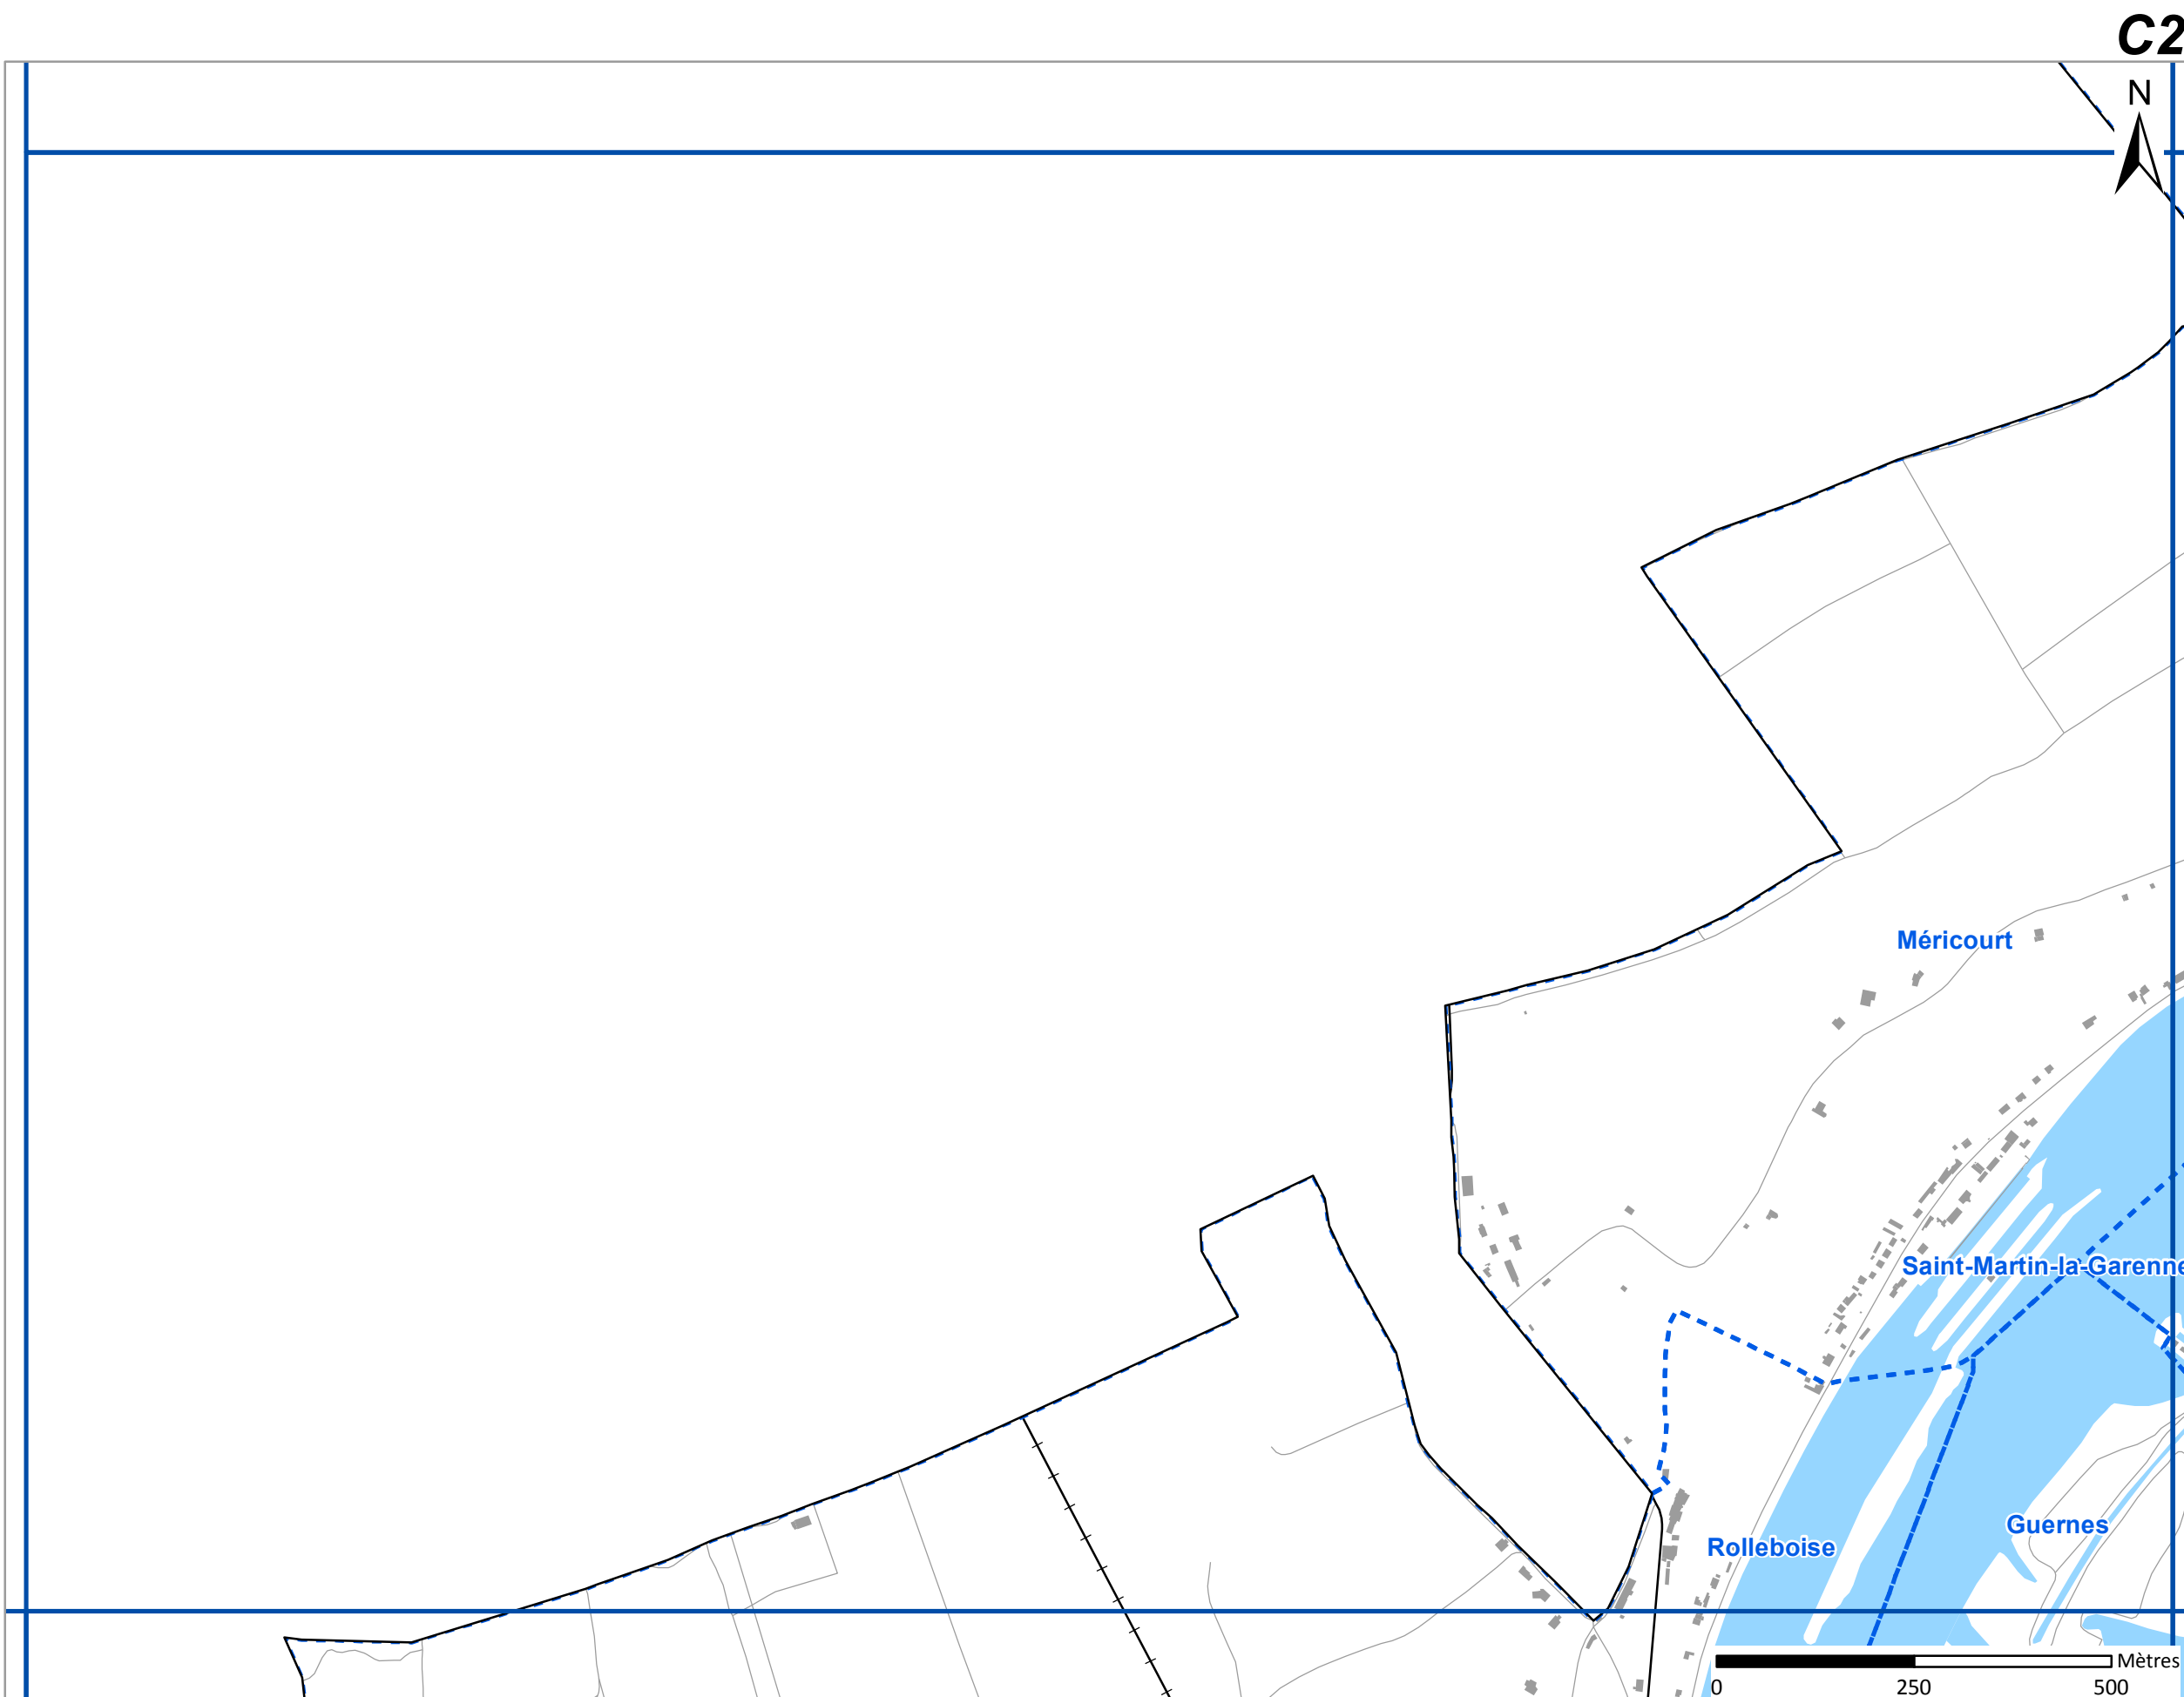 C2
N
Méricourt
Saint-Martin-la-Garenne
Guernes
Rolleboise
Mètres
0 250 500